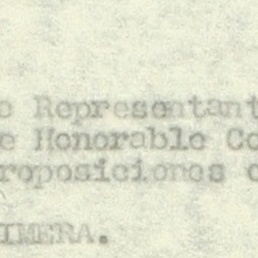 e Representant
e Honorable Co
roposiciones
IMERA.